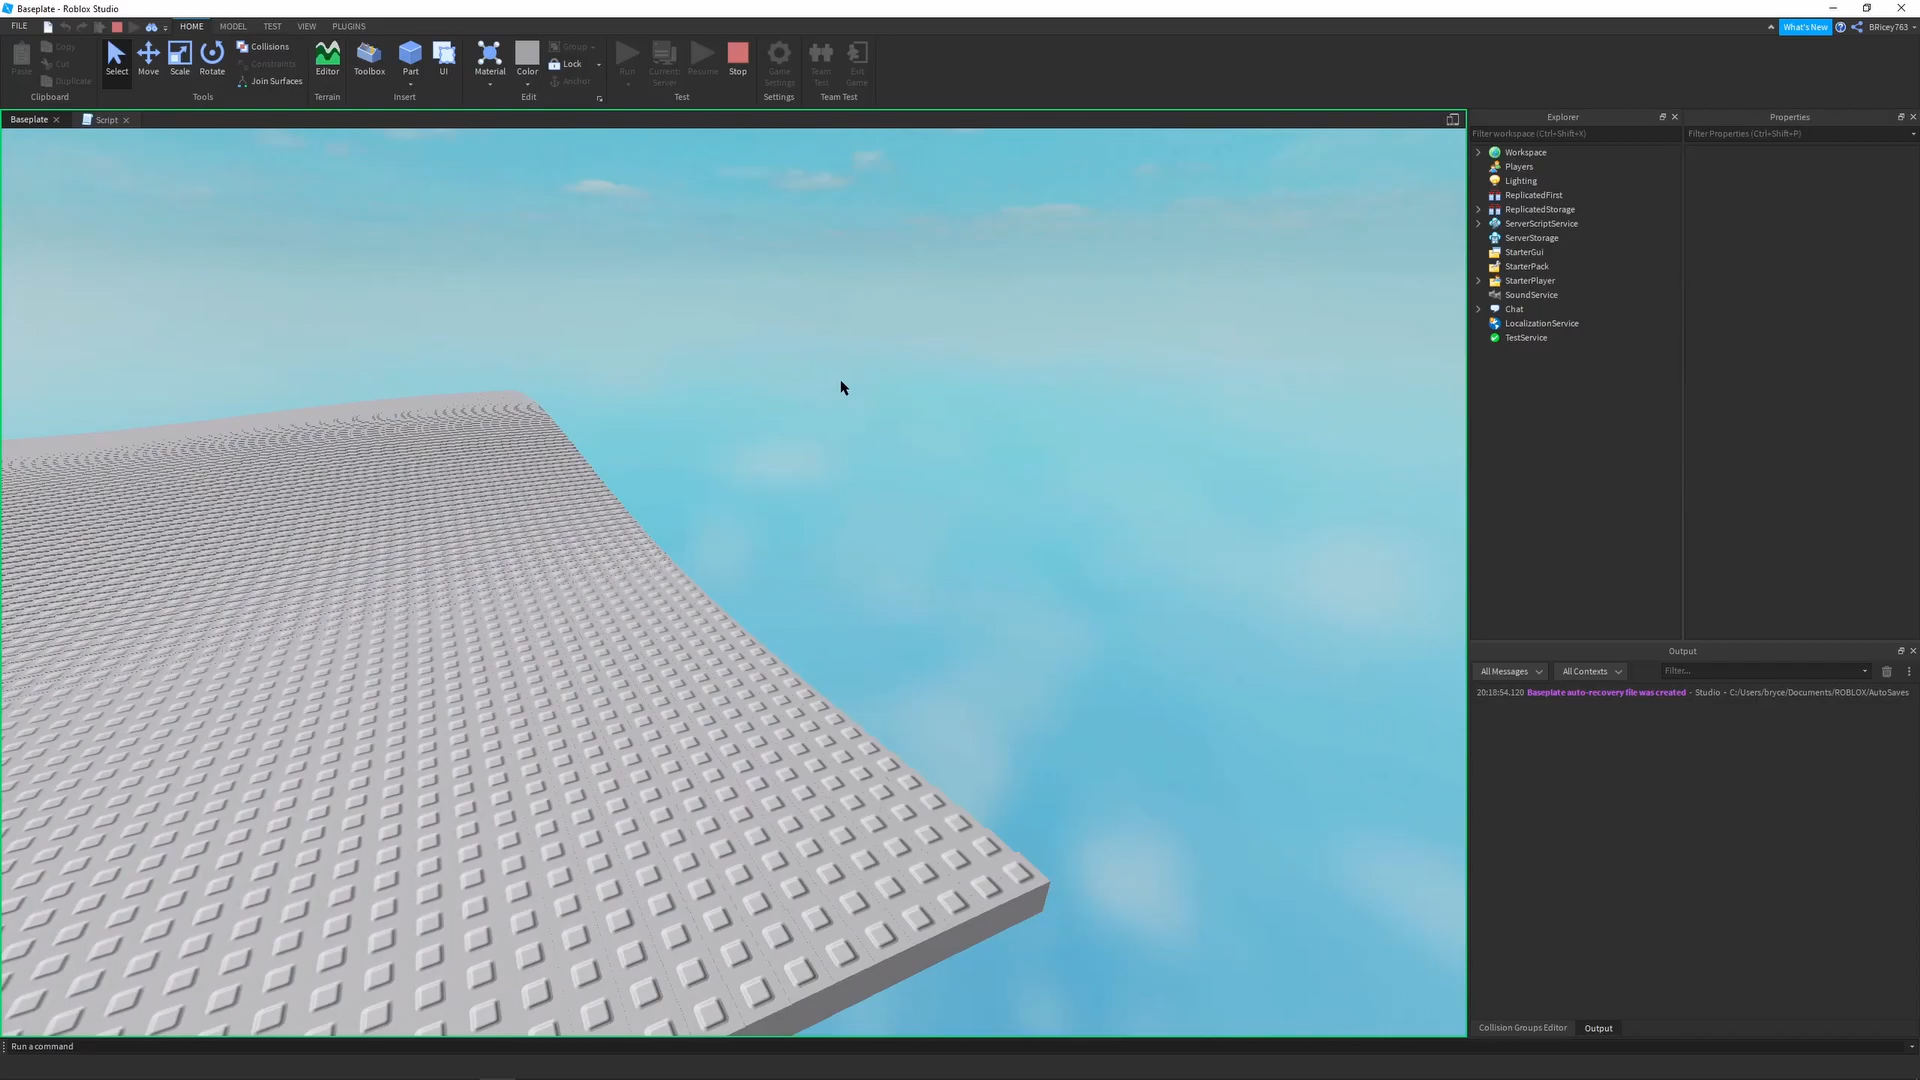 Baseplate - Roblox Studio
FILE HOME MODEL TEST VIEW PLUGINS What's New BRicey763
Paste Copy Cut Duplicate
Select Move Scale Rotate Collisions Constraints Join Surfaces
Editor Toolbox Part UI
Material Color Group Lock Anchor
Run Current: Server Resume Stop
Game Settings Team Test Exit Game
Clipboard Tools Terrain Insert Edit Test Settings Team Test
Baseplate Script
Explorer
Filter workspace (Ctrl+Shift+X)
Workspace
Players
Lighting
ReplicatedFirst
ReplicatedStorage
ServerScriptService
ServerStorage
StarterGui
StarterPack
StarterPlayer
SoundService
Chat
LocalizationService
TestService
Properties
Filter Properties (Ctrl+Shift+P)
Output
All Messages All Contexts Filter...
20:18:54.120 Baseplate auto-recovery file was created - Studio - C:/Users/bryce/Documents/ROBLOX/AutoSaves
Collision Groups Editor Output
Run a command